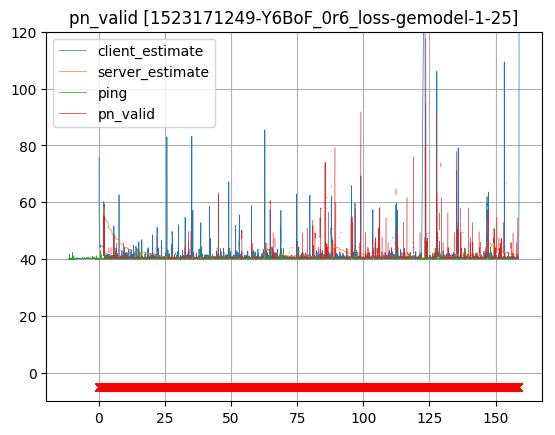 pn_valid [1523171249-Y6BoF_0r6_loss-gemodel-1-25]
client_estimate
server_estimate
ping
pn_valid
120
100
80
60
40
20
0
0
25
50
75
100
125
150